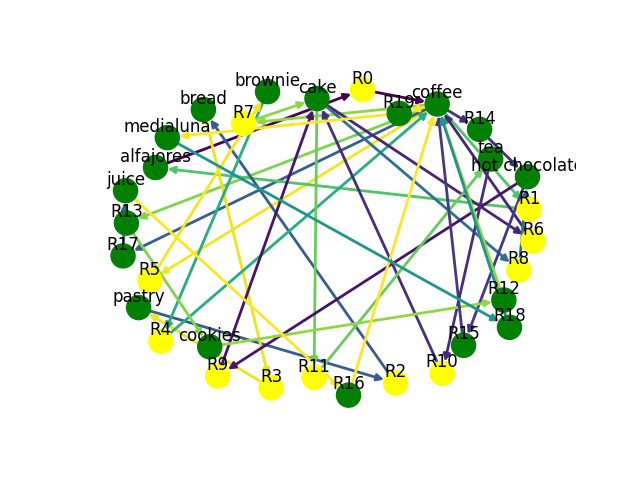 R0
cake
coffee
brownie
R19
bread
R7
R14
medialuna
tea
alfajores
hot chocolate
juice
R1
R13
R6
R17
R8
R5
R12
pastry
R18
R4
cookies
R15
R9
R11
R10
R3
R2
R16